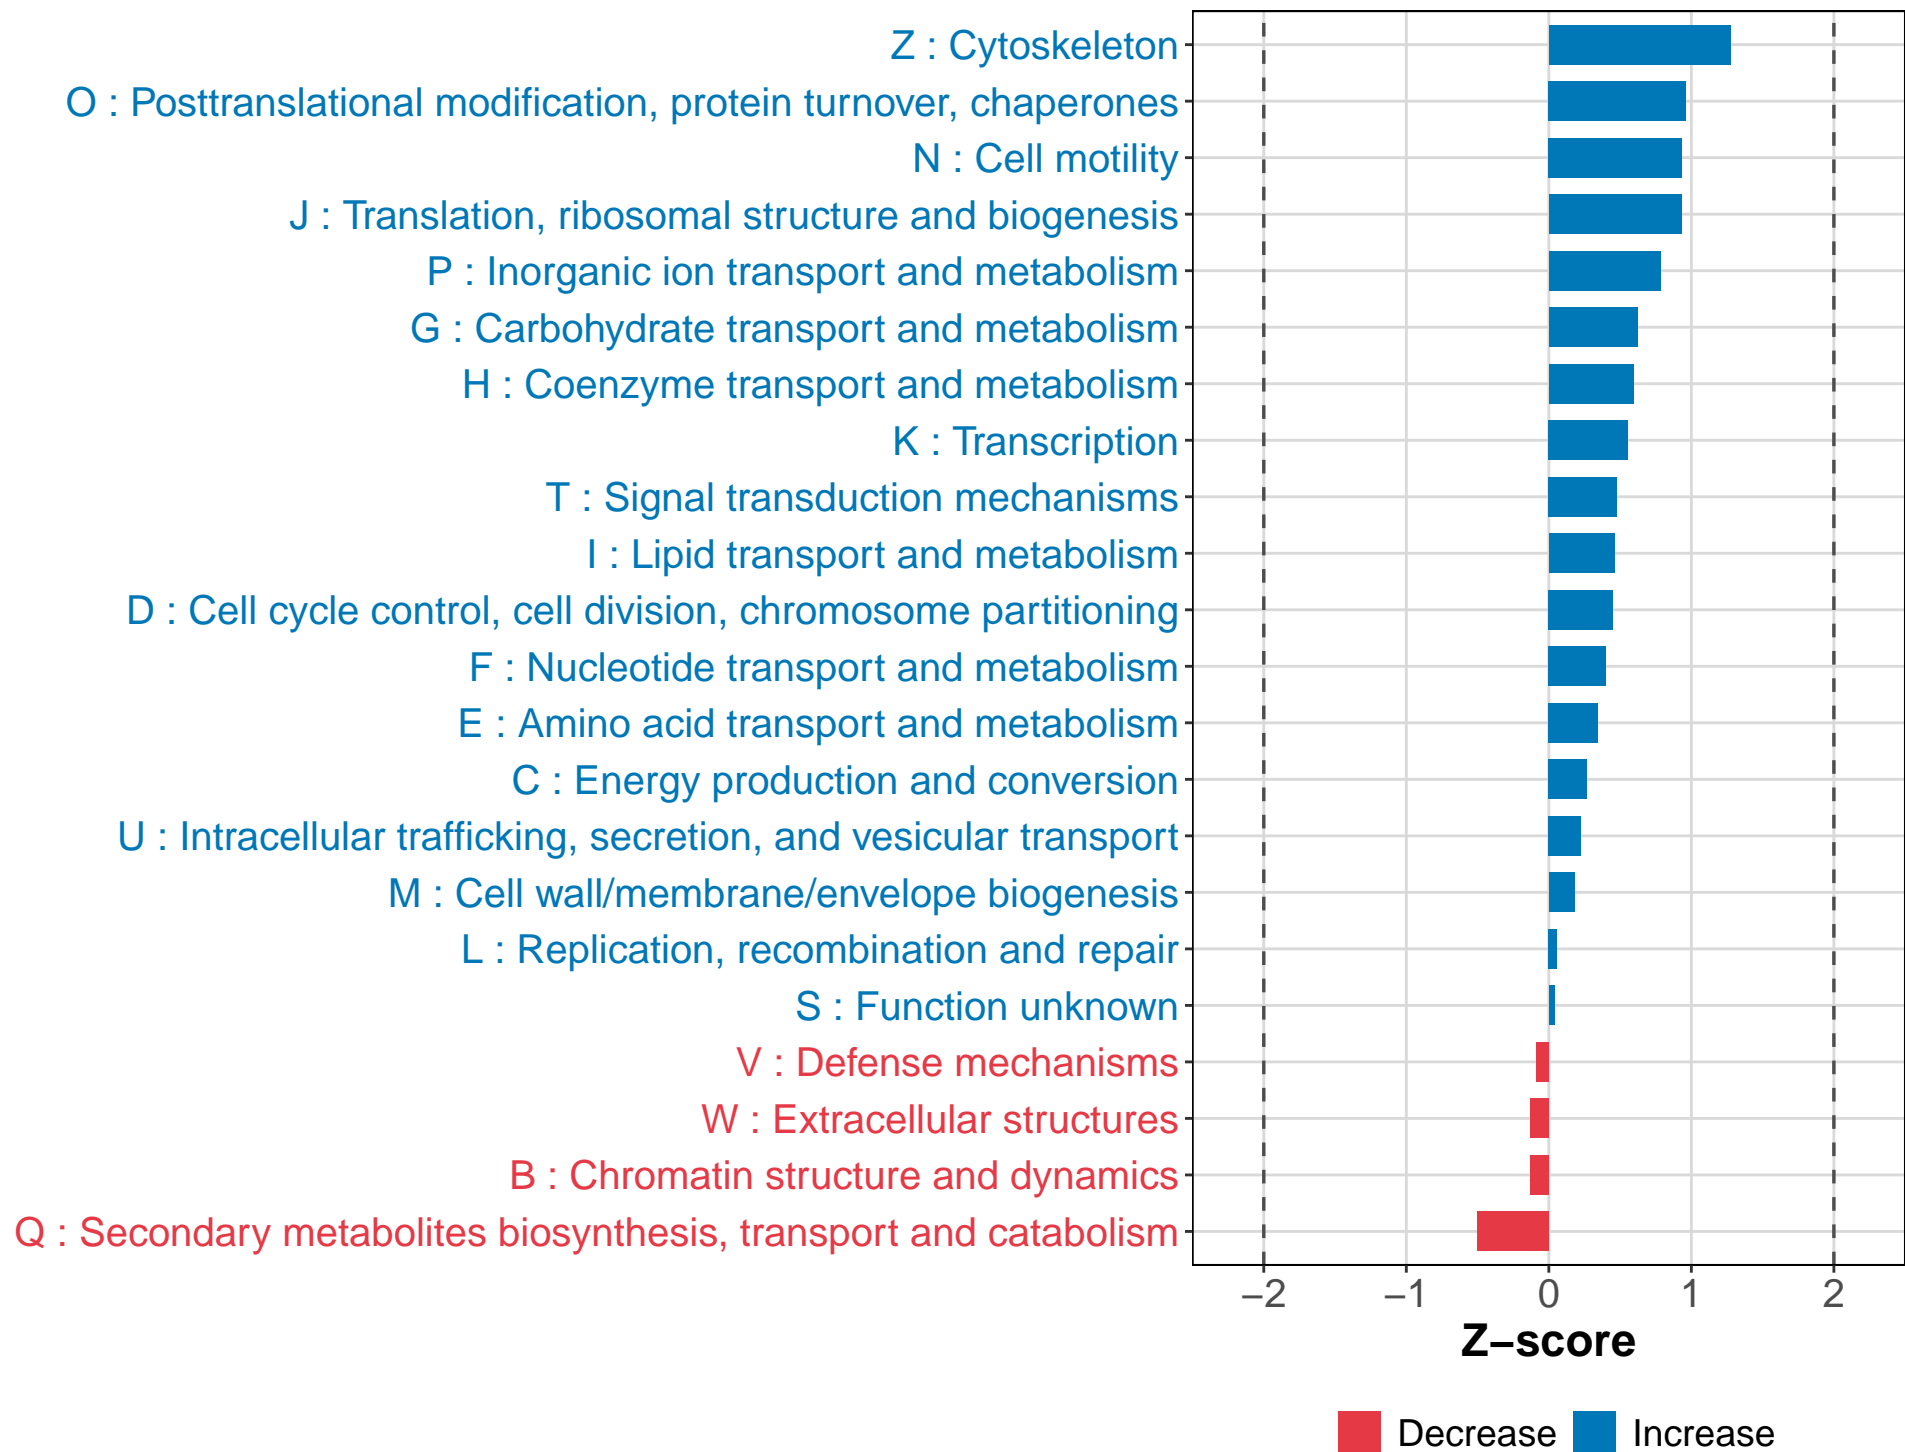 Z : Cytoskeleton
O : Posttranslational modification, protein turnover, chaperones
N : Cell motility
J : Translation, ribosomal structure and biogenesis
P : Inorganic ion transport and metabolism
G : Carbohydrate transport and metabolism
H : Coenzyme transport and metabolism
K : Transcription
T : Signal transduction mechanisms
I : Lipid transport and metabolism
D : Cell cycle control, cell division, chromosome partitioning
F : Nucleotide transport and metabolism
E : Amino acid transport and metabolism
C : Energy production and conversion
U : Intracellular trafficking, secretion, and vesicular transport
M : Cell wall/membrane/envelope biogenesis
L : Replication, recombination and repair
S : Function unknown
V : Defense mechanisms
W : Extracellular structures
B : Chromatin structure and dynamics
Q : Secondary metabolites biosynthesis, transport and catabolism
−2 −1 0 1 2
Z−score
Decrease Increase